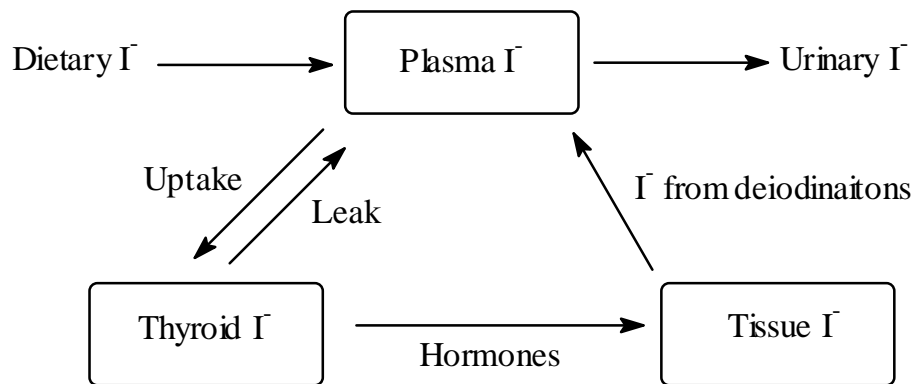 Dietary I⁻
Plasma I⁻
Urinary I⁻
Uptake
Leak
I⁻ from deiodinaitons
Thyroid I⁻
Hormones
Tissue I⁻